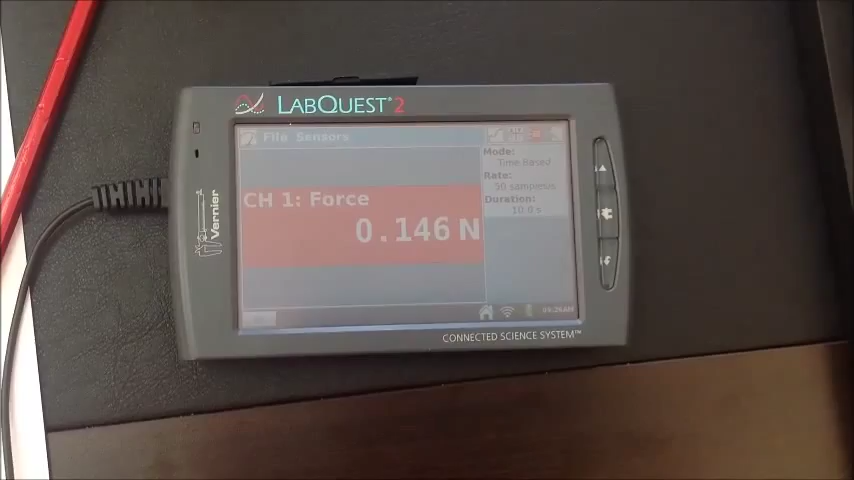 LABQUEST® 2
File Sensors
Mode:
Time Based
Rate:
50 samples/s
Duration:
10.0 s
CH 1: Force
0.146 N
Vernier
CONNECTED SCIENCE SYSTEM™